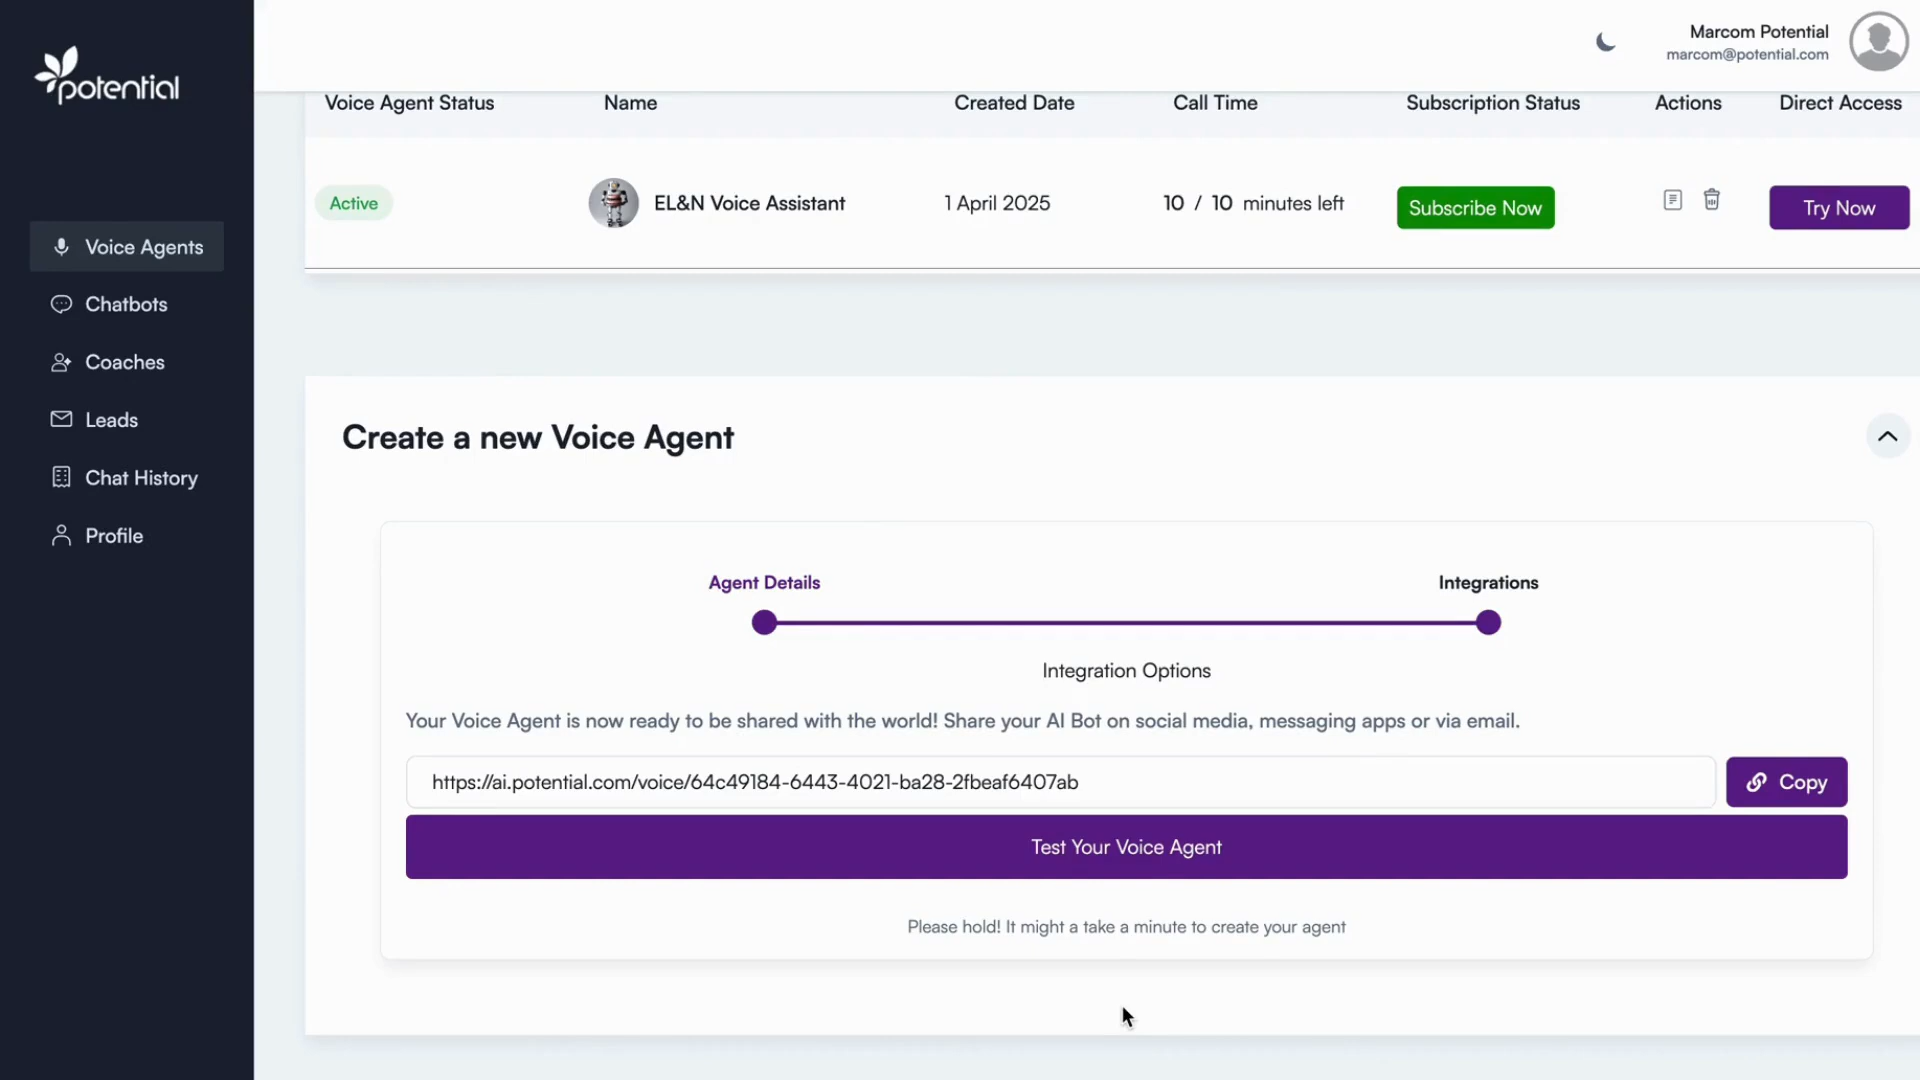 potential
Marcom Potential
marcom@potential.com
Voice Agents
Chatbots
Coaches
Leads
Chat History
Profile
Voice Agent Status Name Created Date Call Time Subscription Status Actions Direct Access
Active EL&N Voice Assistant 1 April 2025 10 / 10 minutes left Subscribe Now Try Now
Create a new Voice Agent
Agent Details Integrations
Integration Options
Your Voice Agent is now ready to be shared with the world! Share your AI Bot on social media, messaging apps or via email.
https://ai.potential.com/voice/64c49184-6443-4021-ba28-2fbeaf6407ab Copy
Test Your Voice Agent
Please hold! It might a take a minute to create your agent